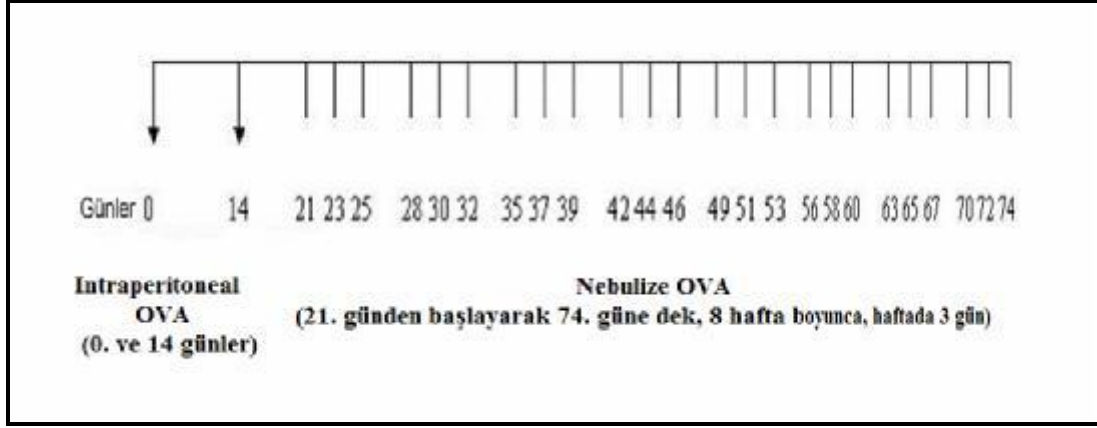 Günler 0 14 21 23 25 28 30 32 35 37 39 42 44 46 49 51 53 56 58 60 63 65 67 70 72 74
Intraperitoneal
OVA
(0. ve 14 günler)
Nebulize OVA
(21. günden başlayarak 74. güne dek, 8 hafta boyunca, haftada 3 gün)